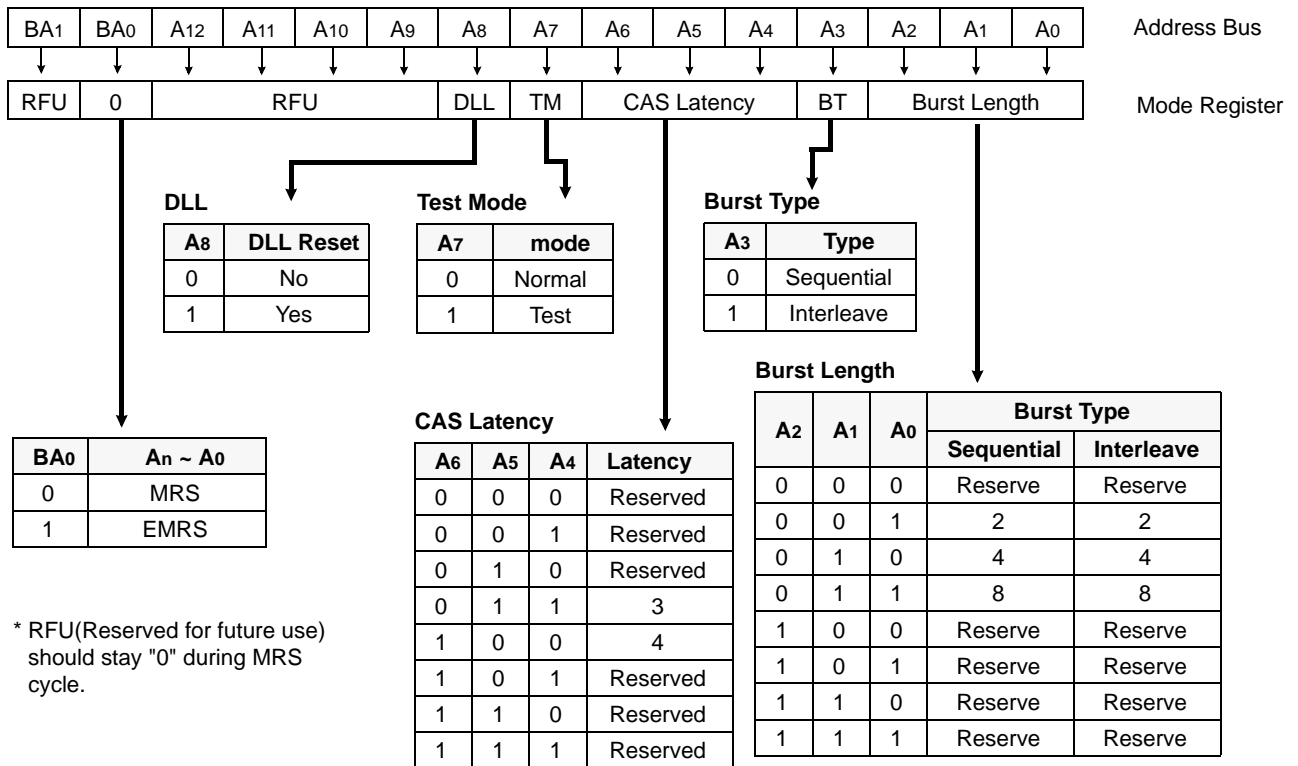 BA1 BA0 A12 A11 A10 A9 A8 A7 A6 A5 A4 A3 A2 A1 A0 Address Bus
RFU 0 RFU DLL TM CAS Latency BT Burst Length Mode Register
DLL
A8 DLL Reset
0 No
1 Yes
Test Mode
A7 mode
0 Normal
1 Test
Burst Type
A3 Type
0 Sequential
1 Interleave
BA0 An ~ A0
0 MRS
1 EMRS
* RFU(Reserved for future use)
should stay "0" during MRS
cycle.
CAS Latency
A6 A5 A4 Latency
0 0 0 Reserved
0 0 1 Reserved
0 1 0 Reserved
0 1 1 3
1 0 0 4
1 0 1 Reserved
1 1 0 Reserved
1 1 1 Reserved
Burst Length
A2 A1 A0 Burst Type
Sequential Interleave
0 0 0 Reserve Reserve
0 0 1 2 2
0 1 0 4 4
0 1 1 8 8
1 0 0 Reserve Reserve
1 0 1 Reserve Reserve
1 1 0 Reserve Reserve
1 1 1 Reserve Reserve